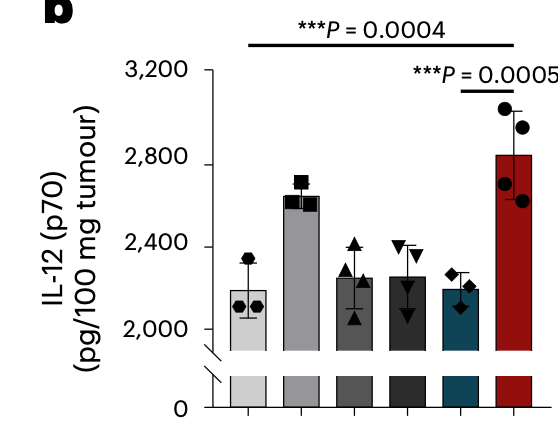 b
***P = 0.0004
***P = 0.0005
IL-12 (p70)
(pg/100 mg tumour)
3,200
2,800
2,400
2,000
0